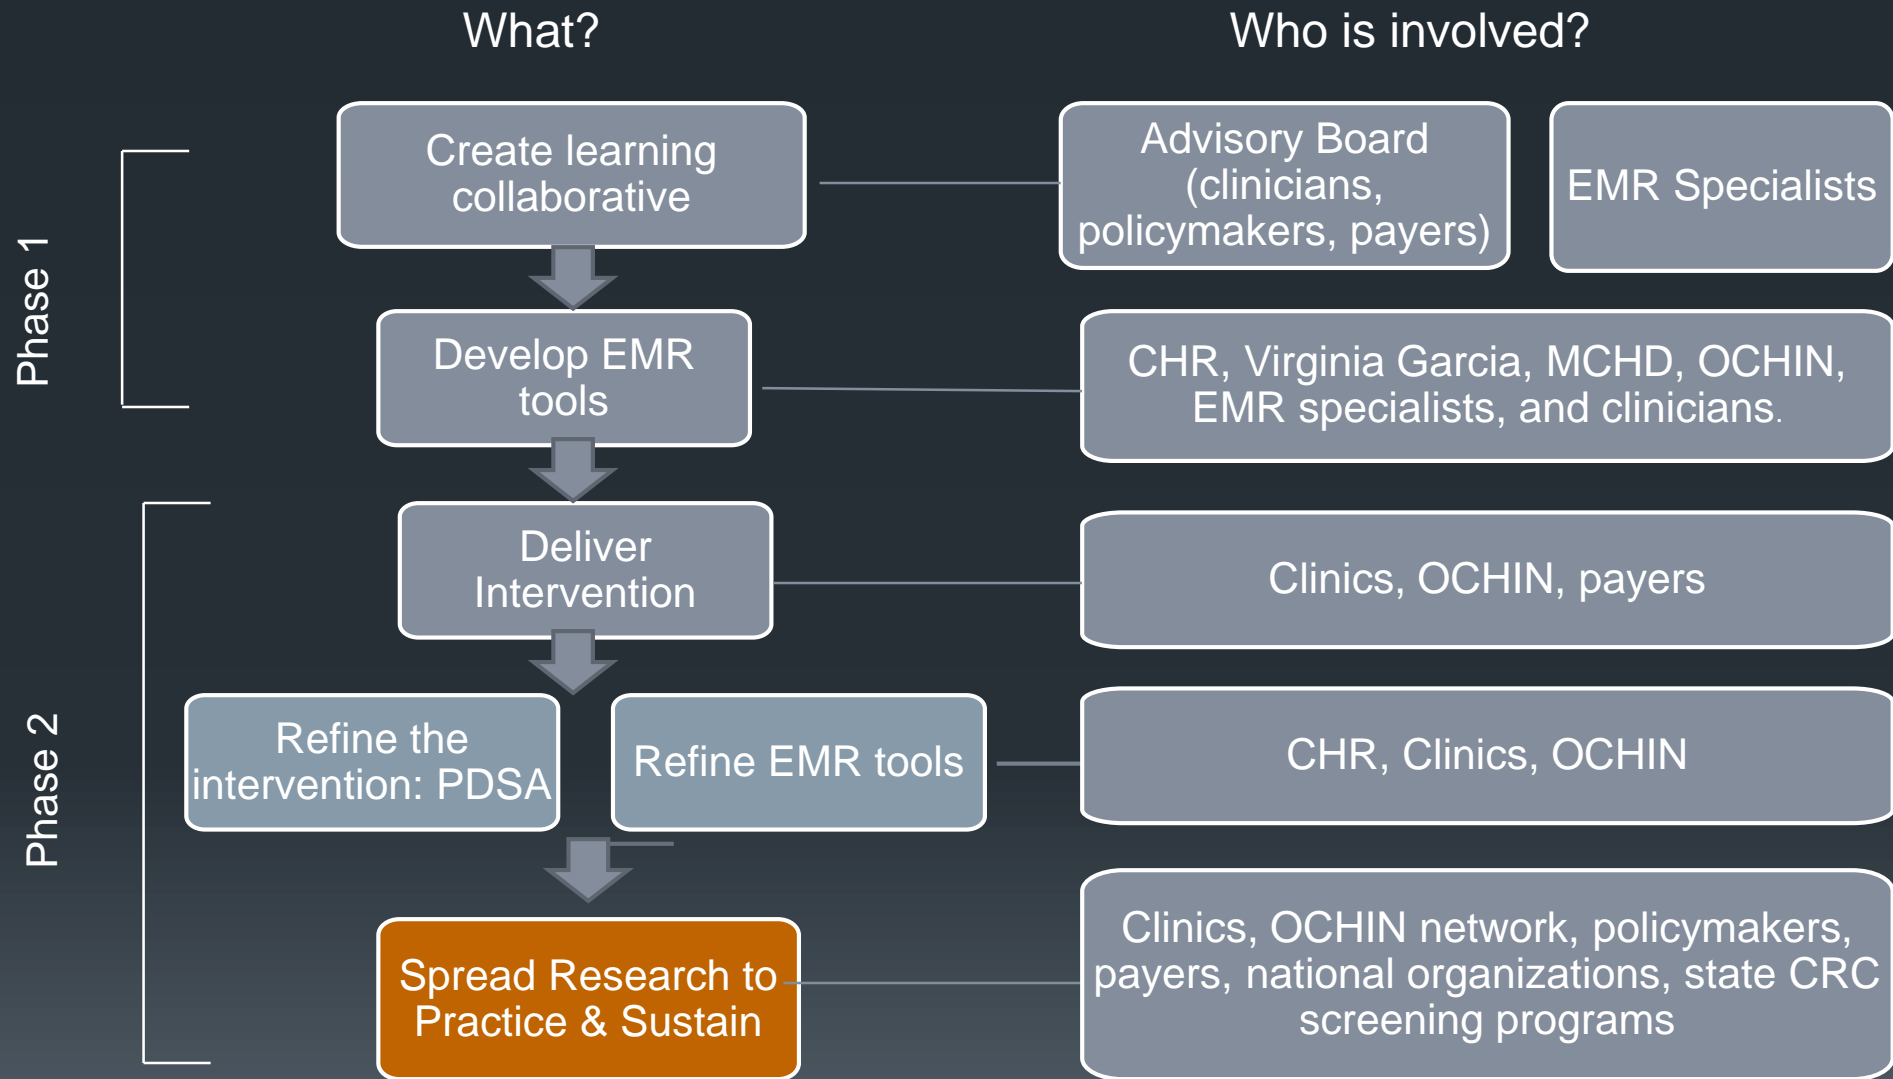 What?
Who is involved?
Phase 1
Create learning
collaborative
Advisory Board
(clinicians,
policymakers, payers)
EMR Specialists
Develop EMR
tools
CHR, Virginia Garcia, MCHD, OCHIN,
EMR specialists, and clinicians.
Phase 2
Deliver
Intervention
Clinics, OCHIN, payers
Refine the
intervention: PDSA
Refine EMR tools
CHR, Clinics, OCHIN
Spread Research to
Practice & Sustain
Clinics, OCHIN network, policymakers,
payers, national organizations, state CRC
screening programs